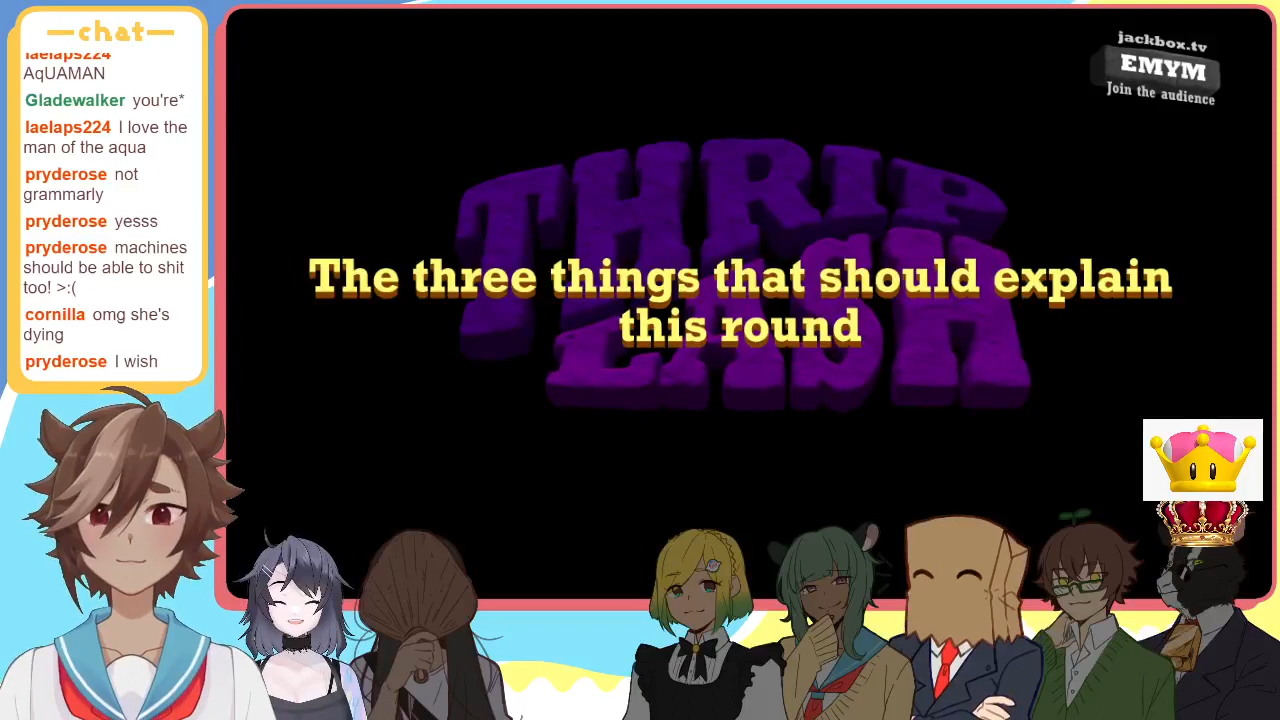 chat
laelaps224
AqUAMAN
Gladewalker you're*
laelaps224 I love the
man of the aqua
pryderose not
grammarly
pryderose yesss
pryderose machines
should be able to shit
too! >:(
cornilla omg she's
dying
pryderose I wish
jackbox.tv
EMYM
Join the audience
THRIP
LASH
The three things that should explain
this round